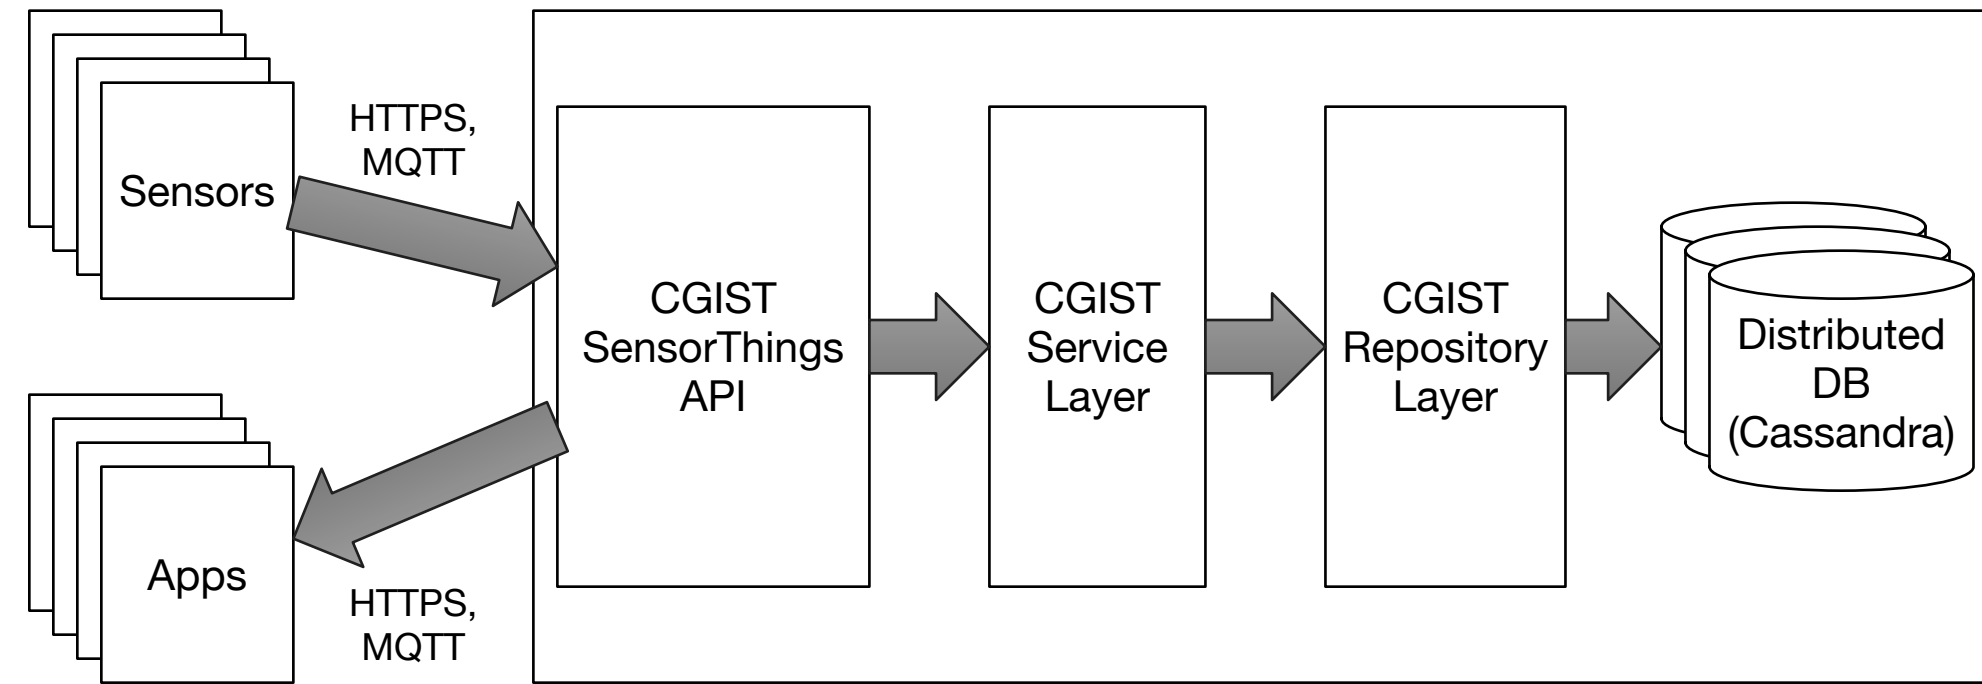 Sensors
HTTPS,
MQTT
CGIST
SensorThings
API
CGIST
Service
Layer
CGIST
Repository
Layer
Distributed
DB
(Cassandra)
Apps
HTTPS,
MQTT